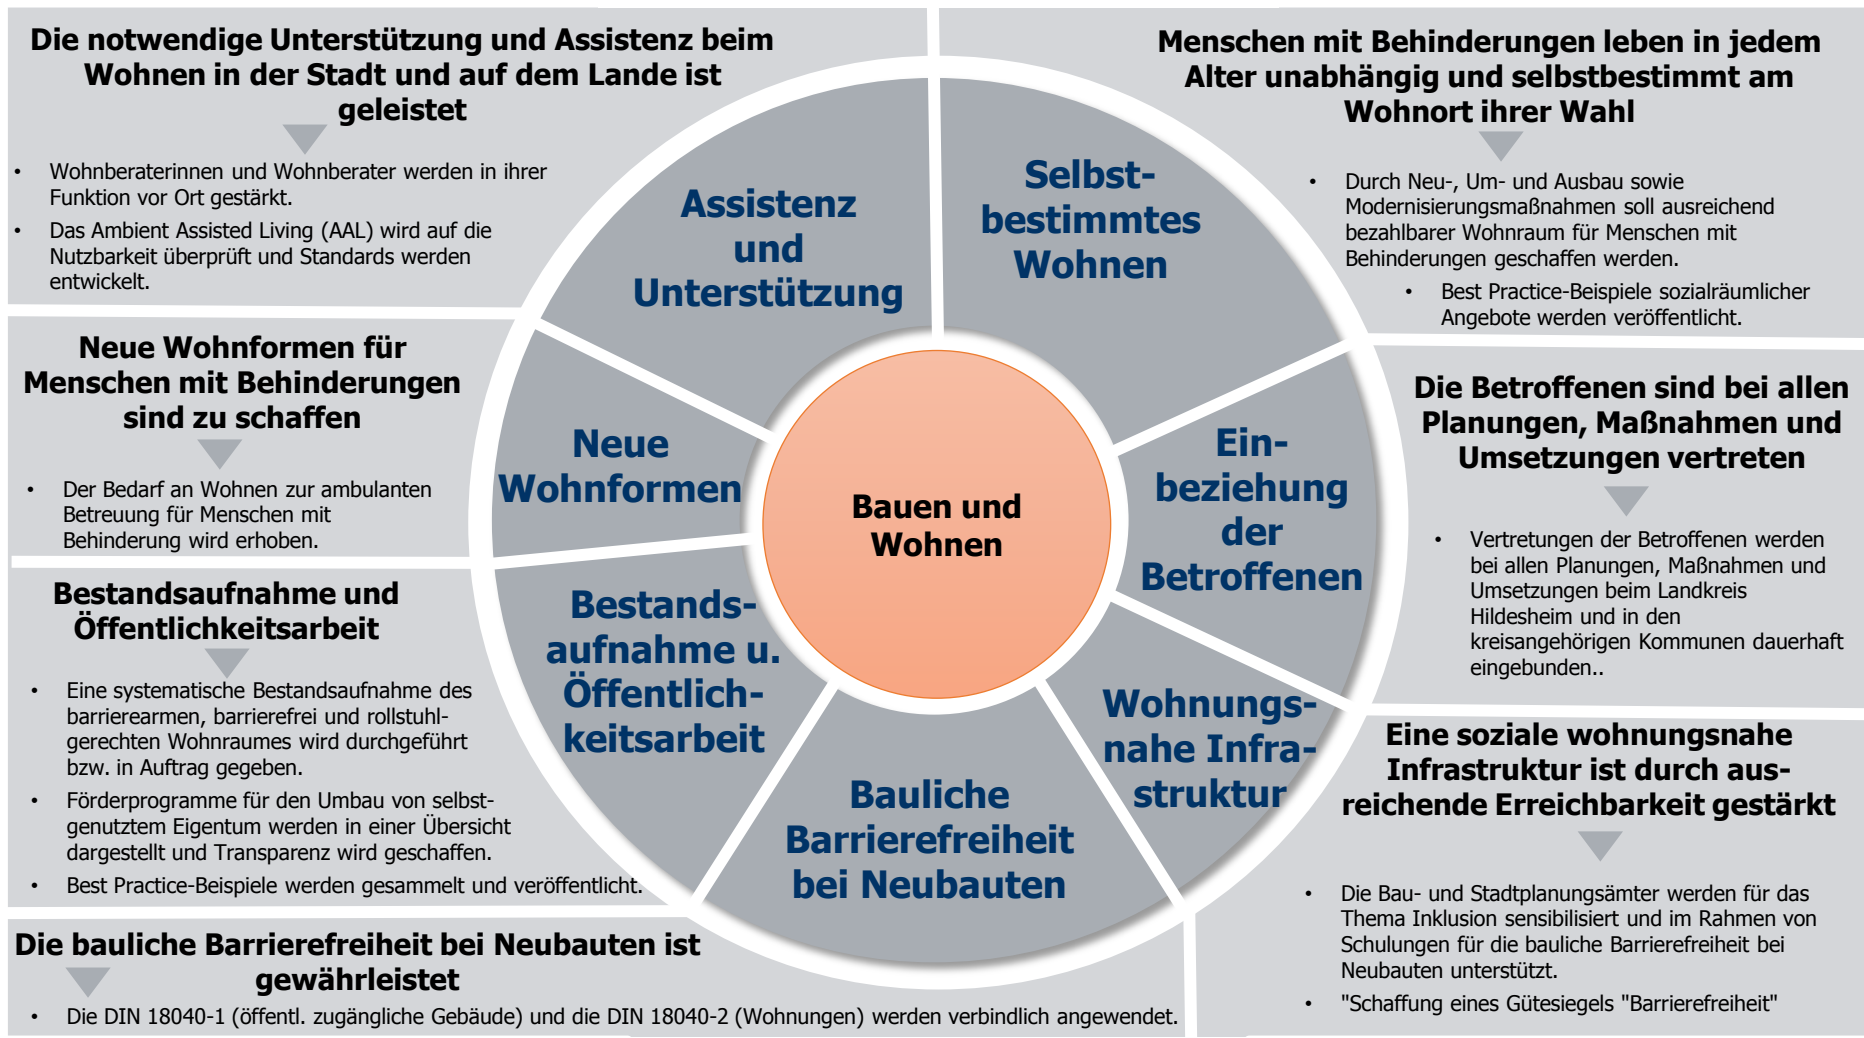 Die notwendige Unterstützung und Assistenz beim
Wohnen in der Stadt und auf dem Lande ist
geleistet
• Wohnberaterinnen und Wohnberater werden in ihrer
Funktion vor Ort gestärkt.
• Das Ambient Assisted Living (AAL) wird auf die
Nutzbarkeit überprüft und Standards werden
entwickelt.
Neue Wohnformen für
Menschen mit Behinderungen
sind zu schaffen
• Der Bedarf an Wohnen zur ambulanten
Betreuung für Menschen mit
Behinderung wird erhoben.
Bestandsaufnahme und
Öffentlichkeitsarbeit
• Eine systematische Bestandsaufnahme des
barrierearmen, barrierefrei und rollstuhl-
gerechten Wohnraumes wird durchgeführt
bzw. in Auftrag gegeben.
• Förderprogramme für den Umbau von selbst-
genutztem Eigentum werden in einer Übersicht
dargestellt und Transparenz wird geschaffen.
• Best Practice-Beispiele werden gesammelt und veröffentlicht.
Die bauliche Barrierefreiheit bei Neubauten ist
gewährleistet
• Die DIN 18040-1 (öffentl. zugängliche Gebäude) und die DIN 18040-2 (Wohnungen) werden verbindlich angewendet.
Assistenz
und
Unterstützung
Selbst-
bestimmtes
Wohnen
Neue
Wohnformen
Bauen und
Wohnen
Ein-
beziehung
der
Betroffenen
Bestands-
aufnahme u.
Öffentlich-
keitsarbeit
Bauliche
Barrierefreiheit
bei Neubauten
Wohnungs-
nahe Infra-
struktur
Menschen mit Behinderungen leben in jedem
Alter unabhängig und selbstbestimmt am
Wohnort ihrer Wahl
• Durch Neu-, Um- und Ausbau sowie
Modernisierungsmaßnahmen soll ausreichend
bezahlbarer Wohnraum für Menschen mit
Behinderungen geschaffen werden.
• Best Practice-Beispiele sozialräumlicher
Angebote werden veröffentlicht.
Die Betroffenen sind bei allen
Planungen, Maßnahmen und
Umsetzungen vertreten
• Vertretungen der Betroffenen werden
bei allen Planungen, Maßnahmen und
Umsetzungen beim Landkreis
Hildesheim und in den
kreisangehörigen Kommunen dauerhaft
eingebunden..
Eine soziale wohnungsnahe
Infrastruktur ist durch aus-
reichende Erreichbarkeit gestärkt
• Die Bau- und Stadtplanungsämter werden für das
Thema Inklusion sensibilisiert und im Rahmen von
Schulungen für die bauliche Barrierefreiheit bei
Neubauten unterstützt.
• "Schaffung eines Gütesiegels "Barrierefreiheit"